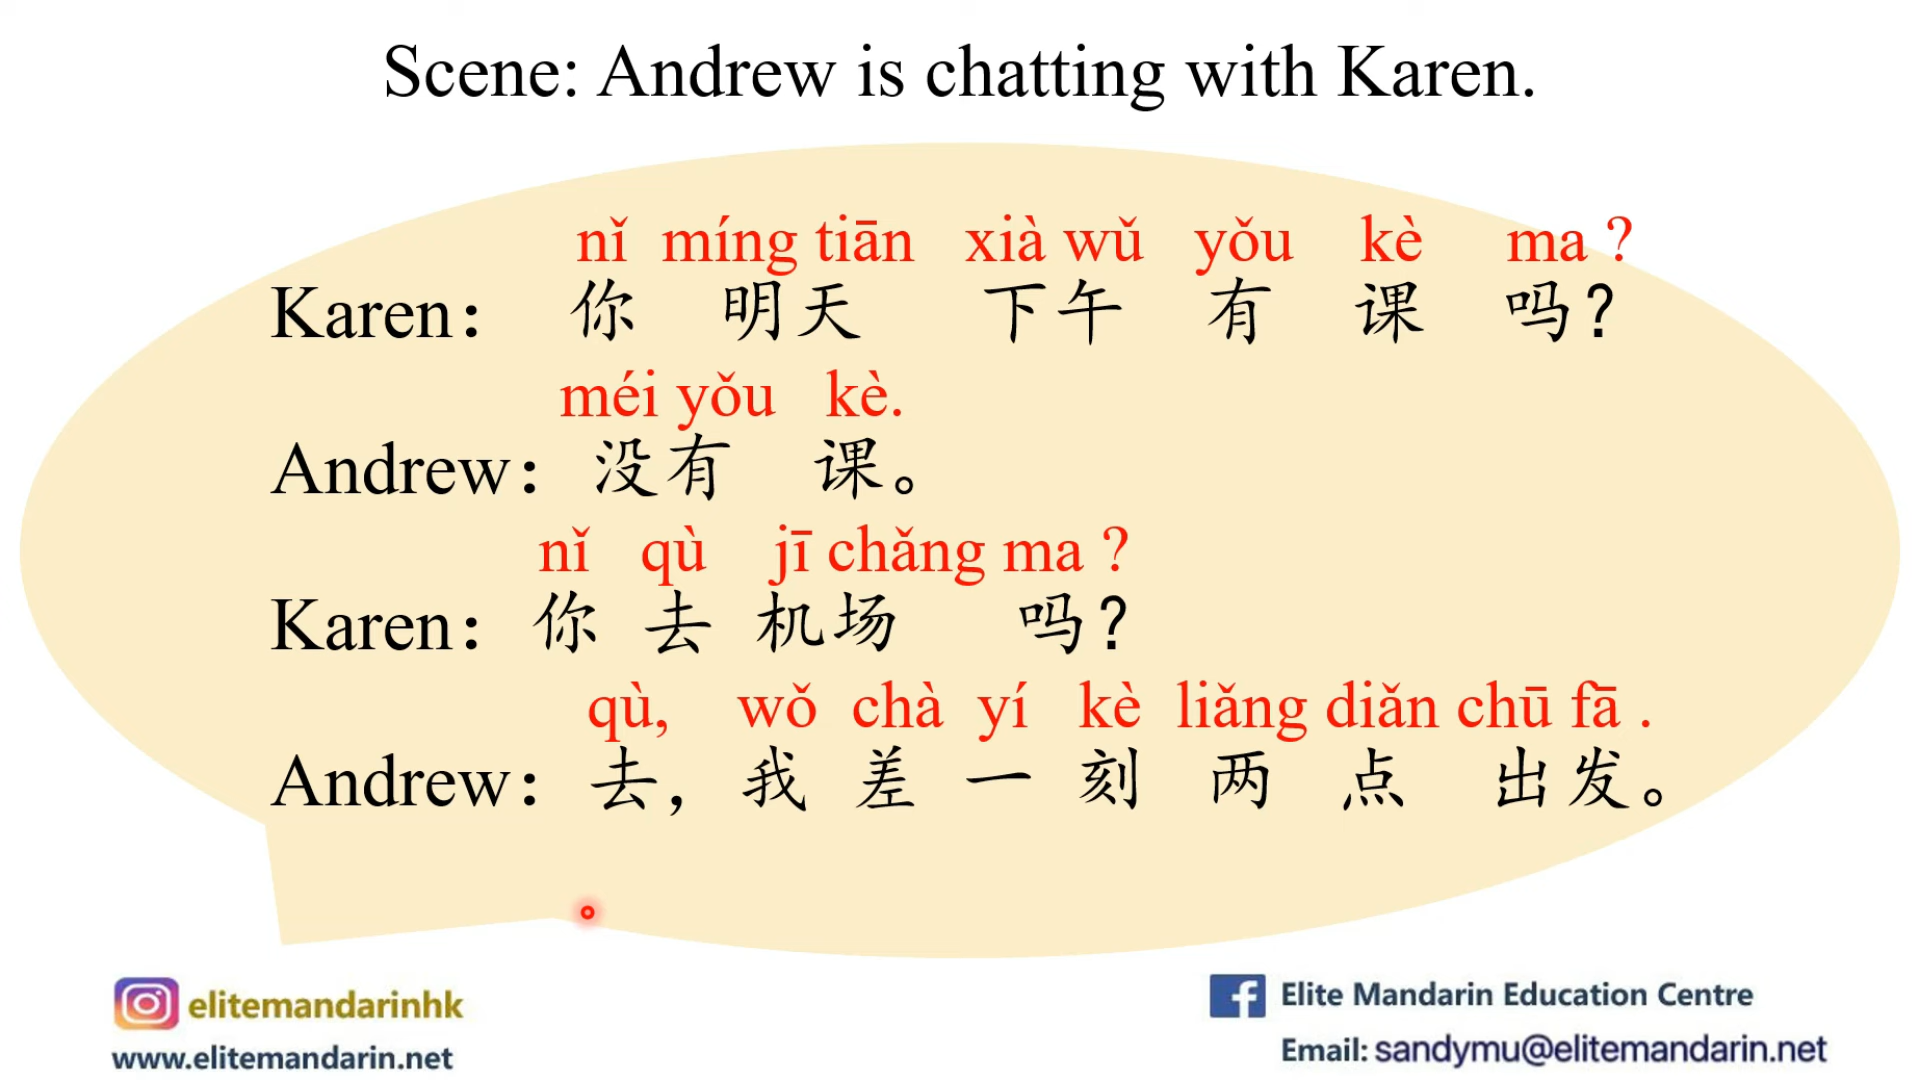 Scene: Andrew is chatting with Karen.
nǐ míng tiān xià wǔ yǒu kè ma ?
Karen: 你 明天 下午 有 课 吗?
méi yǒu kè.
Andrew: 没有 课。
nǐ qù jī chǎng ma ?
Karen: 你 去 机场 吗?
qù, wǒ chà yí kè liǎng diǎn chū fā .
Andrew: 去, 我 差 一 刻 两 点 出发。
elitemandarinhk
www.elitemandarin.net
Elite Mandarin Education Centre
Email: sandymu@elitemandarin.net